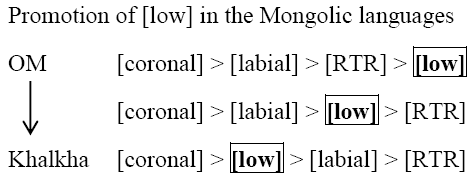 Promotion of [low] in the Mongolic languages
OM [coronal] > [labial] > [RTR] > [low]
[coronal] > [labial] > [low] > [RTR]
Khalkha [coronal] > [low] > [labial] > [RTR]